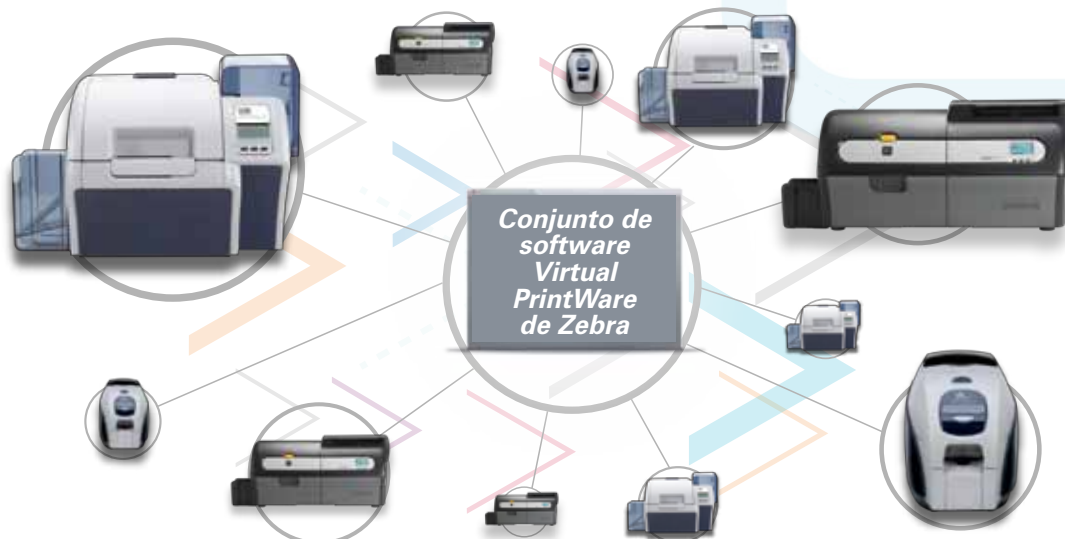 Conjunto de
software
Virtual
PrintWare
de Zebra